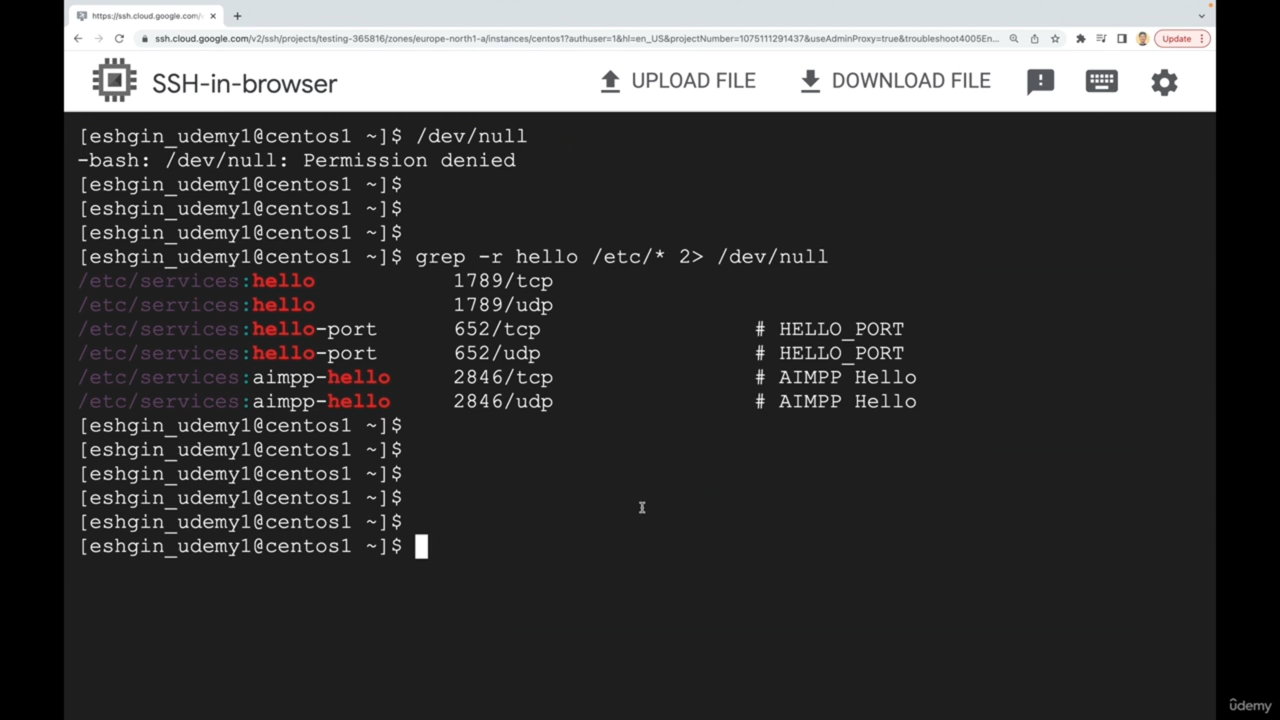 https://ssh.cloud.google.com/v
ssh.cloud.google.com/v2/ssh/projects/testing-365816/zones/europe-north1-a/instances/centos1?authuser=1&hl=en_US&projectNumber=1075111291437&useAdminProxy=true&troubleshoot4005En...
Update
SSH-in-browser
UPLOAD FILE
DOWNLOAD FILE
[eshgin_udemy1@centos1 ~]$ /dev/null
-bash: /dev/null: Permission denied
[eshgin_udemy1@centos1 ~]$
[eshgin_udemy1@centos1 ~]$
[eshgin_udemy1@centos1 ~]$
[eshgin_udemy1@centos1 ~]$ grep -r hello /etc/* 2> /dev/null
/etc/services:hello 1789/tcp
/etc/services:hello 1789/udp
/etc/services:hello-port 652/tcp # HELLO_PORT
/etc/services:hello-port 652/udp # HELLO_PORT
/etc/services:aimpp-hello 2846/tcp # AIMPP Hello
/etc/services:aimpp-hello 2846/udp # AIMPP Hello
[eshgin_udemy1@centos1 ~]$
[eshgin_udemy1@centos1 ~]$
[eshgin_udemy1@centos1 ~]$
[eshgin_udemy1@centos1 ~]$
[eshgin_udemy1@centos1 ~]$
[eshgin_udemy1@centos1 ~]$
ûdemy